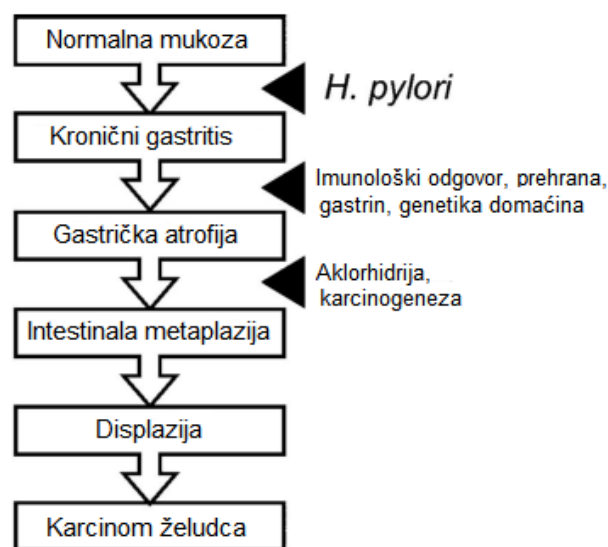 Normalna mukoza
H. pylori
Kronični gastritis
Imunološki odgovor, prehrana,
gastrin, genetika domaćina
Gastrička atrofija
Aklorhidrija,
karcinogeneza
Intestinala metaplazija
Displazija
Karcinom želudca